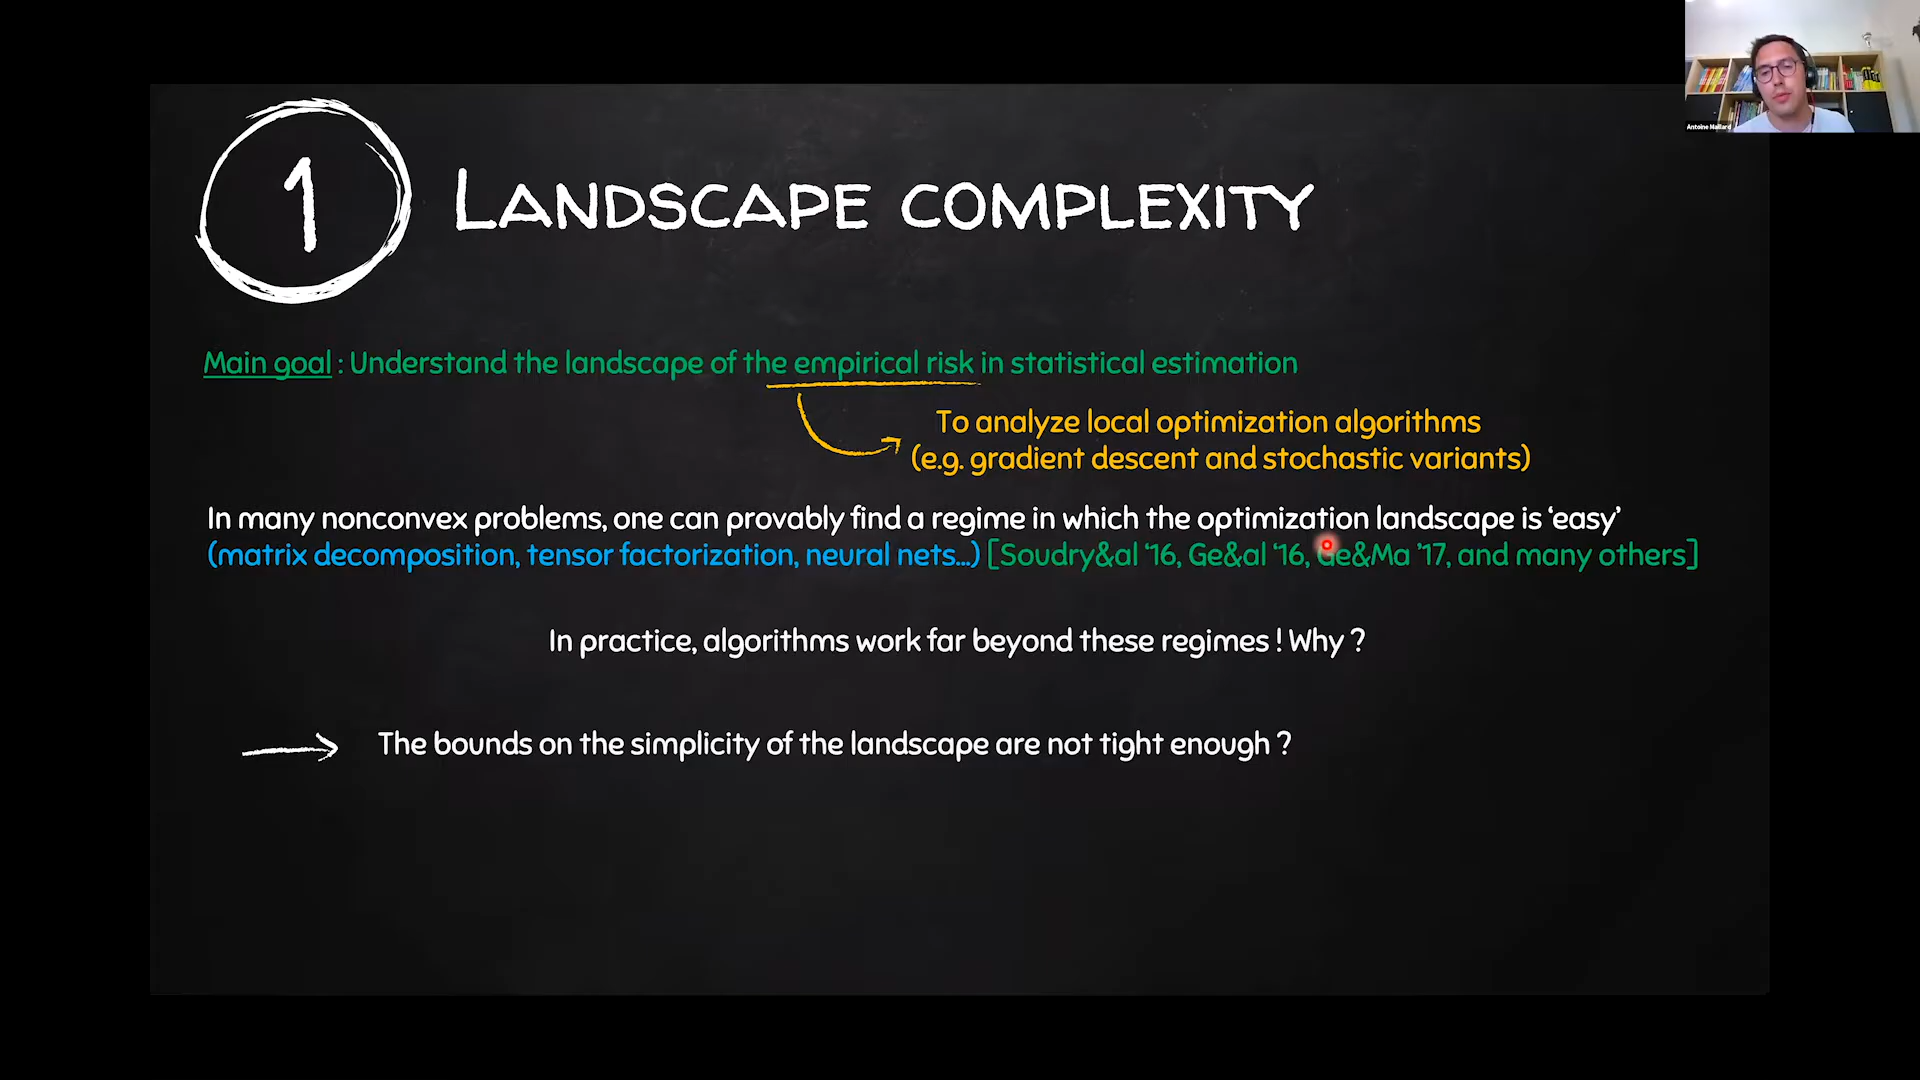 Antoine Maillard
1 LANDSCAPE COMPLEXITY
Main goal : Understand the landscape of the empirical risk in statistical estimation
To analyze local optimization algorithms
(e.g. gradient descent and stochastic variants)
In many nonconvex problems, one can provably find a regime in which the optimization landscape is ‘easy’
(matrix decomposition, tensor factorization, neural nets...) [Soudry&al ‘16, Ge&al ‘16, Ge&Ma ’17, and many others]
In practice, algorithms work far beyond these regimes ! Why ?
The bounds on the simplicity of the landscape are not tight enough ?